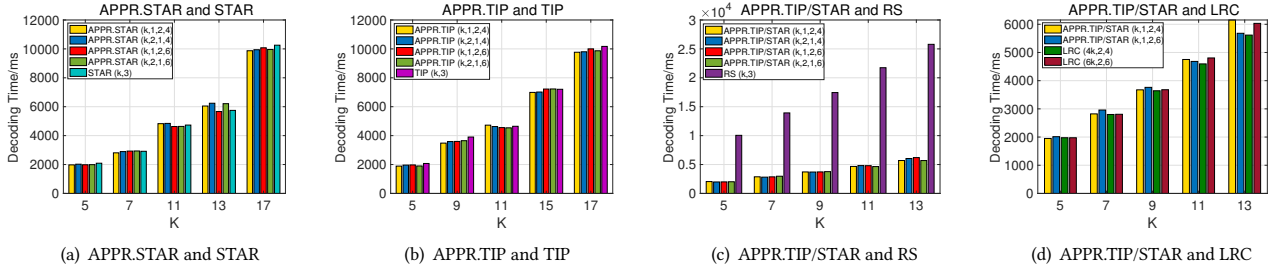 APPR.STAR and STAR
12000
10000
8000
6000
4000
2000
0
Decoding Time/ms
APPR.STAR (k,1,2,4)
APPR.STAR (k,2,1,4)
APPR.STAR (k,1,2,6)
APPR.STAR (k,2,1,6)
STAR (k,3)
5 7 11 13 17
K
(a) APPR.STAR and STAR
APPR.TIP and TIP
12000
10000
8000
6000
4000
2000
0
Decoding Time/ms
APPR.TIP (k,1,2,4)
APPR.TIP (k,2,1,4)
APPR.TIP (k,1,2,6)
APPR.TIP (k,2,1,6)
TIP (k,3)
5 9 11 15 17
K
(b) APPR.TIP and TIP
APPR.TIP/STAR and RS
×10⁴
3
2.5
2
1.5
1
0.5
0
Decoding Time/ms
APPR.TIP/STAR (k,1,2,4)
APPR.TIP/STAR (k,2,1,4)
APPR.TIP/STAR (k,1,2,6)
APPR.TIP/STAR (k,2,1,6)
RS (k,3)
5 7 9 11 13
K
(c) APPR.TIP/STAR and RS
APPR.TIP/STAR and LRC
6000
5000
4000
3000
2000
1000
0
Decoding Time/ms
APPR.TIP/STAR (k,1,2,4)
APPR.TIP/STAR (k,1,2,6)
LRC (4k,2,4)
LRC (6k,2,6)
5 7 9 11 13
K
(d) APPR.TIP/STAR and LRC